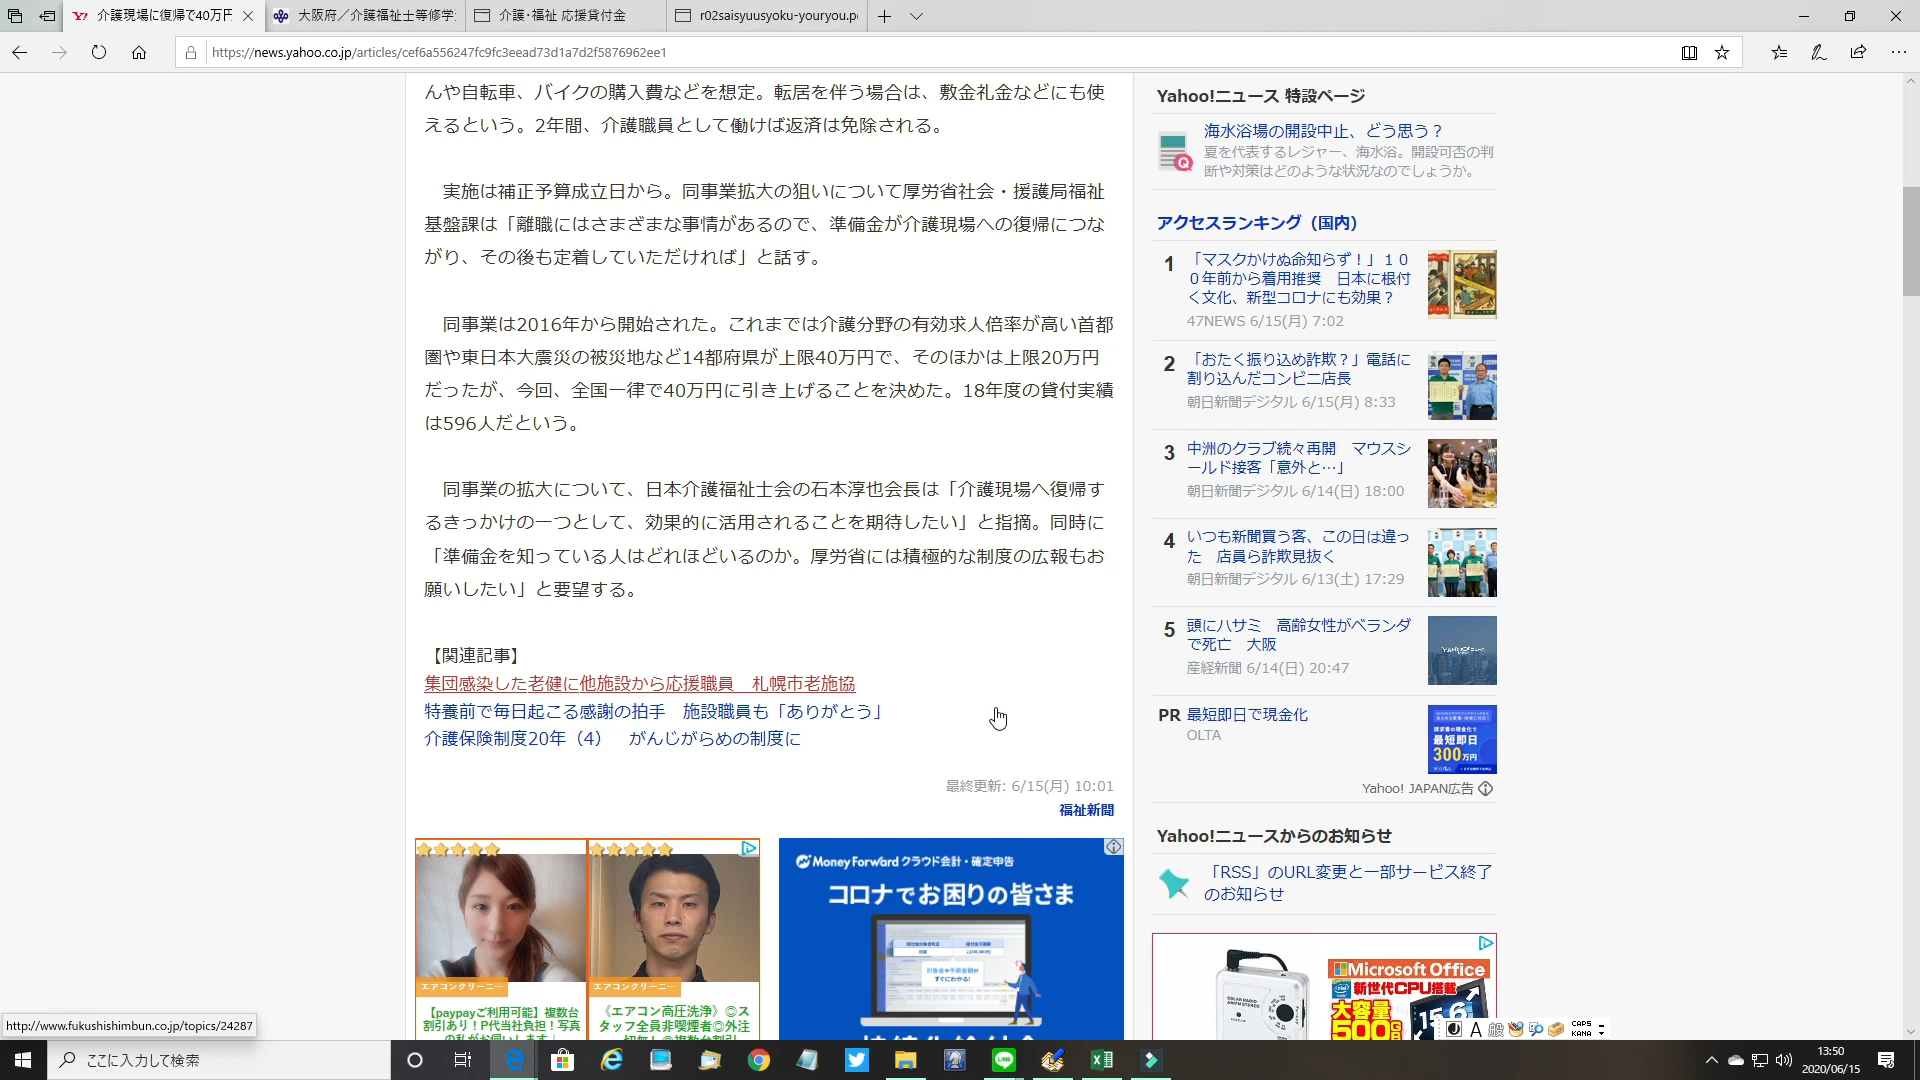 介護現場に復帰で40万円
大阪府／介護福祉士等修学
介護・福祉 応援貸付金
r02saisyuusyoku-youryou.p
https://news.yahoo.co.jp/articles/cef6a556247fc9fc3eead73d1a7d2f5876962ee1
んや自転車、バイクの購入費などを想定。転居を伴う場合は、敷金礼金などにも使
えるという。2年間、介護職員として働けば返済は免除される。
実施は補正予算成立日から。同事業拡大の狙いについて厚労省社会・援護局福祉
基盤課は「離職にはさまざまな事情があるので、準備金が介護現場への復帰につな
がり、その後も定着していただければ」と話す。
同事業は2016年から開始された。これまでは介護分野の有効求人倍率が高い首都
圏や東日本大震災の被災地など14都府県が上限40万円で、そのほかは上限20万円
だったが、今回、全国一律で40万円に引き上げることを決めた。18年度の貸付実績
は596人だという。
同事業の拡大について、日本介護福祉士会の石本淳也会長は「介護現場へ復帰す
るきっかけの一つとして、効果的に活用されることを期待したい」と指摘。同時に
「準備金を知っている人はどれほどいるのか。厚労省には積極的な制度の広報もお
願いしたい」と要望する。
【関連記事】
集団感染した老健に他施設から応援職員　札幌市老施協
特養前で毎日起こる感謝の拍手　施設職員も「ありがとう」
介護保険制度20年（4）　がんじがらめの制度に
最終更新: 6/15(月) 10:01
福祉新聞
エアコンクリーニ…
エアコンクリーニ…
【paypayご利用可能】複数台
割引あり！P代当社負担！写真
の私がお伺いします！
《エアコン高圧洗浄》◎ス
タッフ全員非喫煙者◎外注
一切無し◎複数台割引
Money Forward クラウド会計・確定申告
コロナでお困りの皆さま
持続化給付金
Yahoo!ニュース 特設ページ
海水浴場の開設中止、どう思う？
夏を代表するレジャー、海水浴。開設可否の判
断や対策はどのような状況なのでしょうか。
アクセスランキング（国内）
1
「マスクかけぬ命知らず！」１０
０年前から着用推奨　日本に根付
く文化、新型コロナにも効果？
47NEWS 6/15(月) 7:02
2
「おたく振り込め詐欺？」電話に
割り込んだコンビニ店長
朝日新聞デジタル 6/15(月) 8:33
3
中洲のクラブ続々再開　マウスシ
ールド接客「意外と…」
朝日新聞デジタル 6/14(日) 18:00
4
いつも新聞買う客、この日は違っ
た　店員ら詐欺見抜く
朝日新聞デジタル 6/13(土) 17:29
5
頭にハサミ　高齢女性がベランダ
で死亡　大阪
産経新聞 6/14(日) 20:47
PR 最短即日で現金化
OLTA
最短即日
300万円
Yahoo! JAPAN広告
Yahoo!ニュースからのお知らせ
「RSS」のURL変更と一部サービス終了
のお知らせ
SOLAR RADIO
Microsoft Office
新世代CPU搭載
大容量
500GB
15.6
A 般
CAPS
KANA
http://www.fukushishimbun.co.jp/topics/24287
ここに入力して検索
13:50
2020/06/15